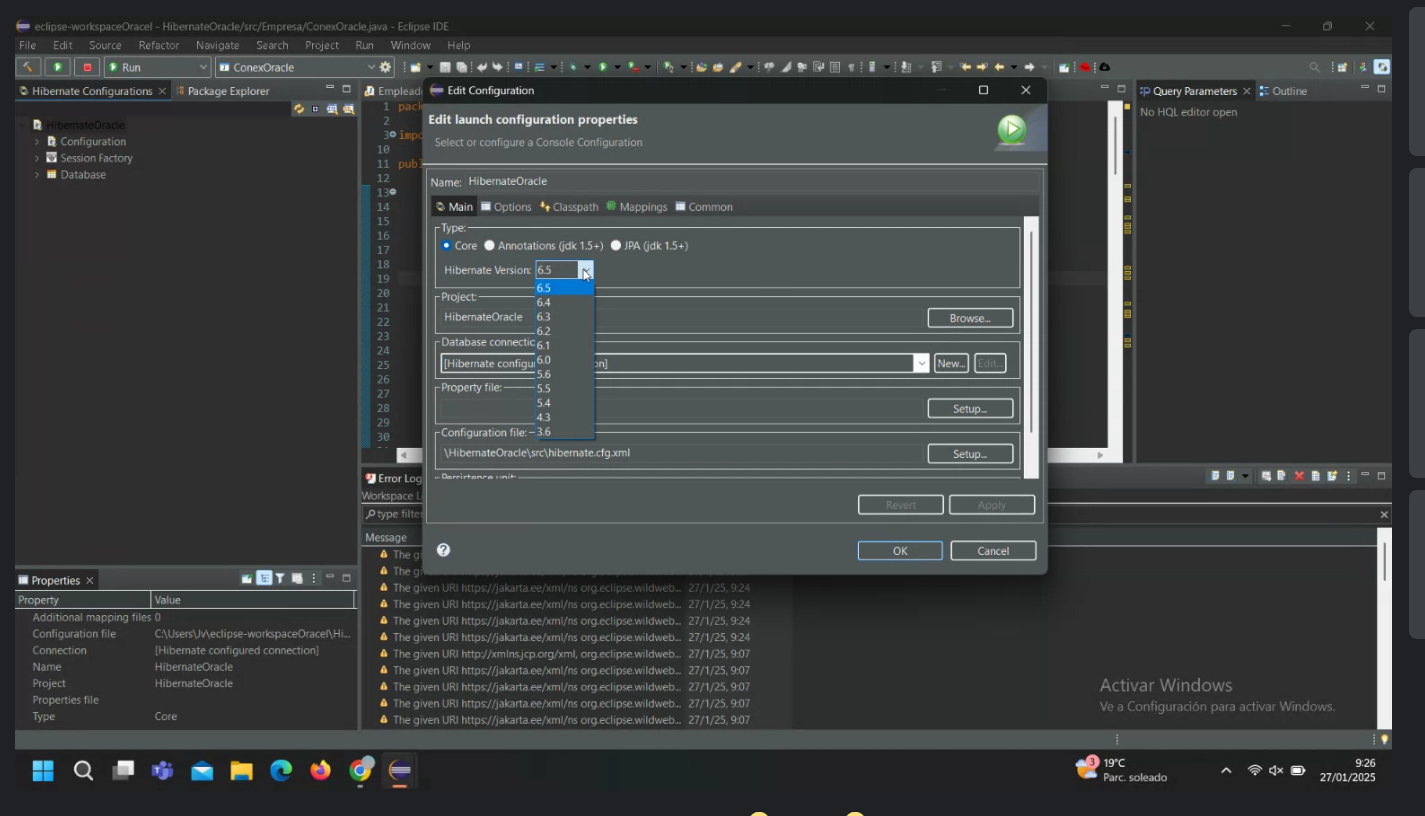 eclipse-workspaceOracel - HibernateOracle/src/Empresa/ConexOracle.java - Eclipse IDE
File Edit Source Refactor Navigate Search Project Run Window Help
Run ConexOracle
Hibernate Configurations Package Explorer
HibernateOracle
Configuration
Session Factory
Database
Emplead
1 pack
2
3 impo
10
11 publ
12
13
14
15
16
17
18
19
20
21
22
23
24
25
26
27
28
29
30
Edit Configuration
Edit launch configuration properties
Select or configure a Console Configuration
Name: HibernateOracle
Main Options Classpath Mappings Common
Type:
Core Annotations (jdk 1.5+) JPA (jdk 1.5+)
Hibernate Version: 6.5
6.5
6.4
6.3
6.2
6.1
6.0
5.6
5.5
5.4
4.3
3.6
Project:
HibernateOracle Browse...
Database connectio
[Hibernate configu on] New... Edit...
Property file:
Setup...
Configuration file:
\HibernateOracle\src\hibernate.cfg.xml Setup...
Persistence unit:
Revert Apply
OK Cancel
Query Parameters Outline
No HQL editor open
Error Log
Workspace L
type filte
Message
The gi
The gi
The given URI https://jakarta.ee/xml/ns org.eclipse.wildweb... 27/1/25, 9:24
The given URI https://jakarta.ee/xml/ns org.eclipse.wildweb... 27/1/25, 9:24
The given URI https://jakarta.ee/xml/ns org.eclipse.wildweb... 27/1/25, 9:24
The given URI https://jakarta.ee/xml/ns org.eclipse.wildweb... 27/1/25, 9:24
The given URI http://xmlns.jcp.org/xml, org.eclipse.wildweb... 27/1/25, 9:07
The given URI https://jakarta.ee/xml/ns org.eclipse.wildweb... 27/1/25, 9:07
The given URI https://jakarta.ee/xml/ns org.eclipse.wildweb... 27/1/25, 9:07
The given URI https://jakarta.ee/xml/ns org.eclipse.wildweb... 27/1/25, 9:07
The given URI https://jakarta.ee/xml/ns org.eclipse.wildweb... 27/1/25, 9:07
Properties
Property Value
Additional mapping files 0
Configuration file C:\Users\Jv\eclipse-workspaceOracel\Hi...
Connection [Hibernate configured connection]
Name HibernateOracle
Project HibernateOracle
Properties file
Type Core
Activar Windows
Ve a Configuración para activar Windows.
3
19°C
Parc. soleado
9:26
27/01/2025